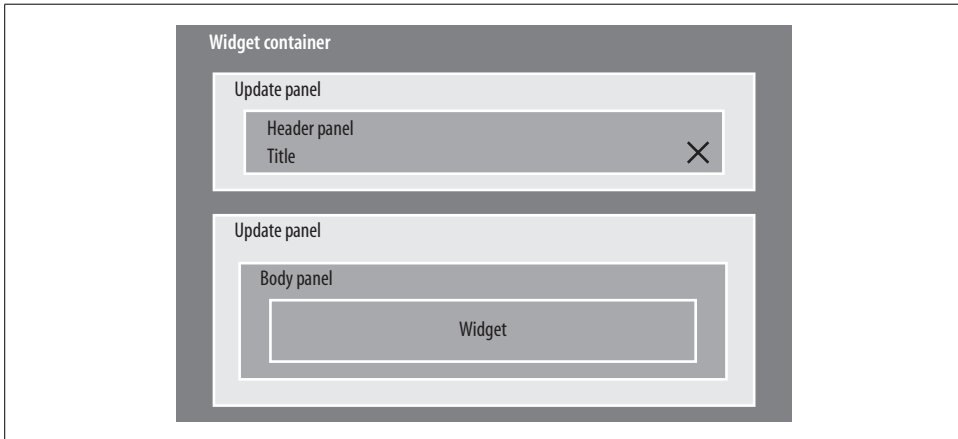 Widget container
Update panel
Header panel
Title
Update panel
Body panel
Widget